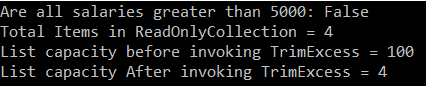 Are all salaries greater than 5000: False
Total Items in ReadOnlyCollection = 4
List capacity before invoking TrimExcess = 100
List capacity After invoking TrimExcess = 4